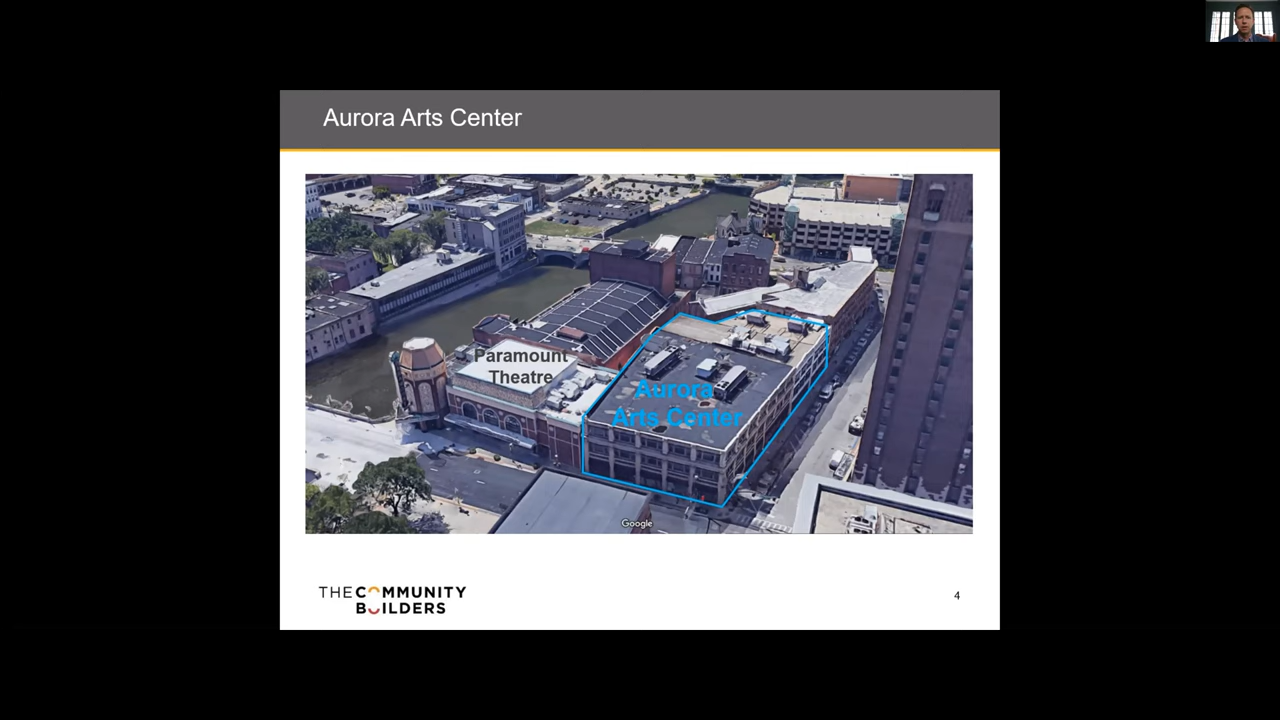 Aurora Arts Center
Paramount
Theatre
Aurora
Arts Center
Google
THE COMMUNITY
BUILDERS
4